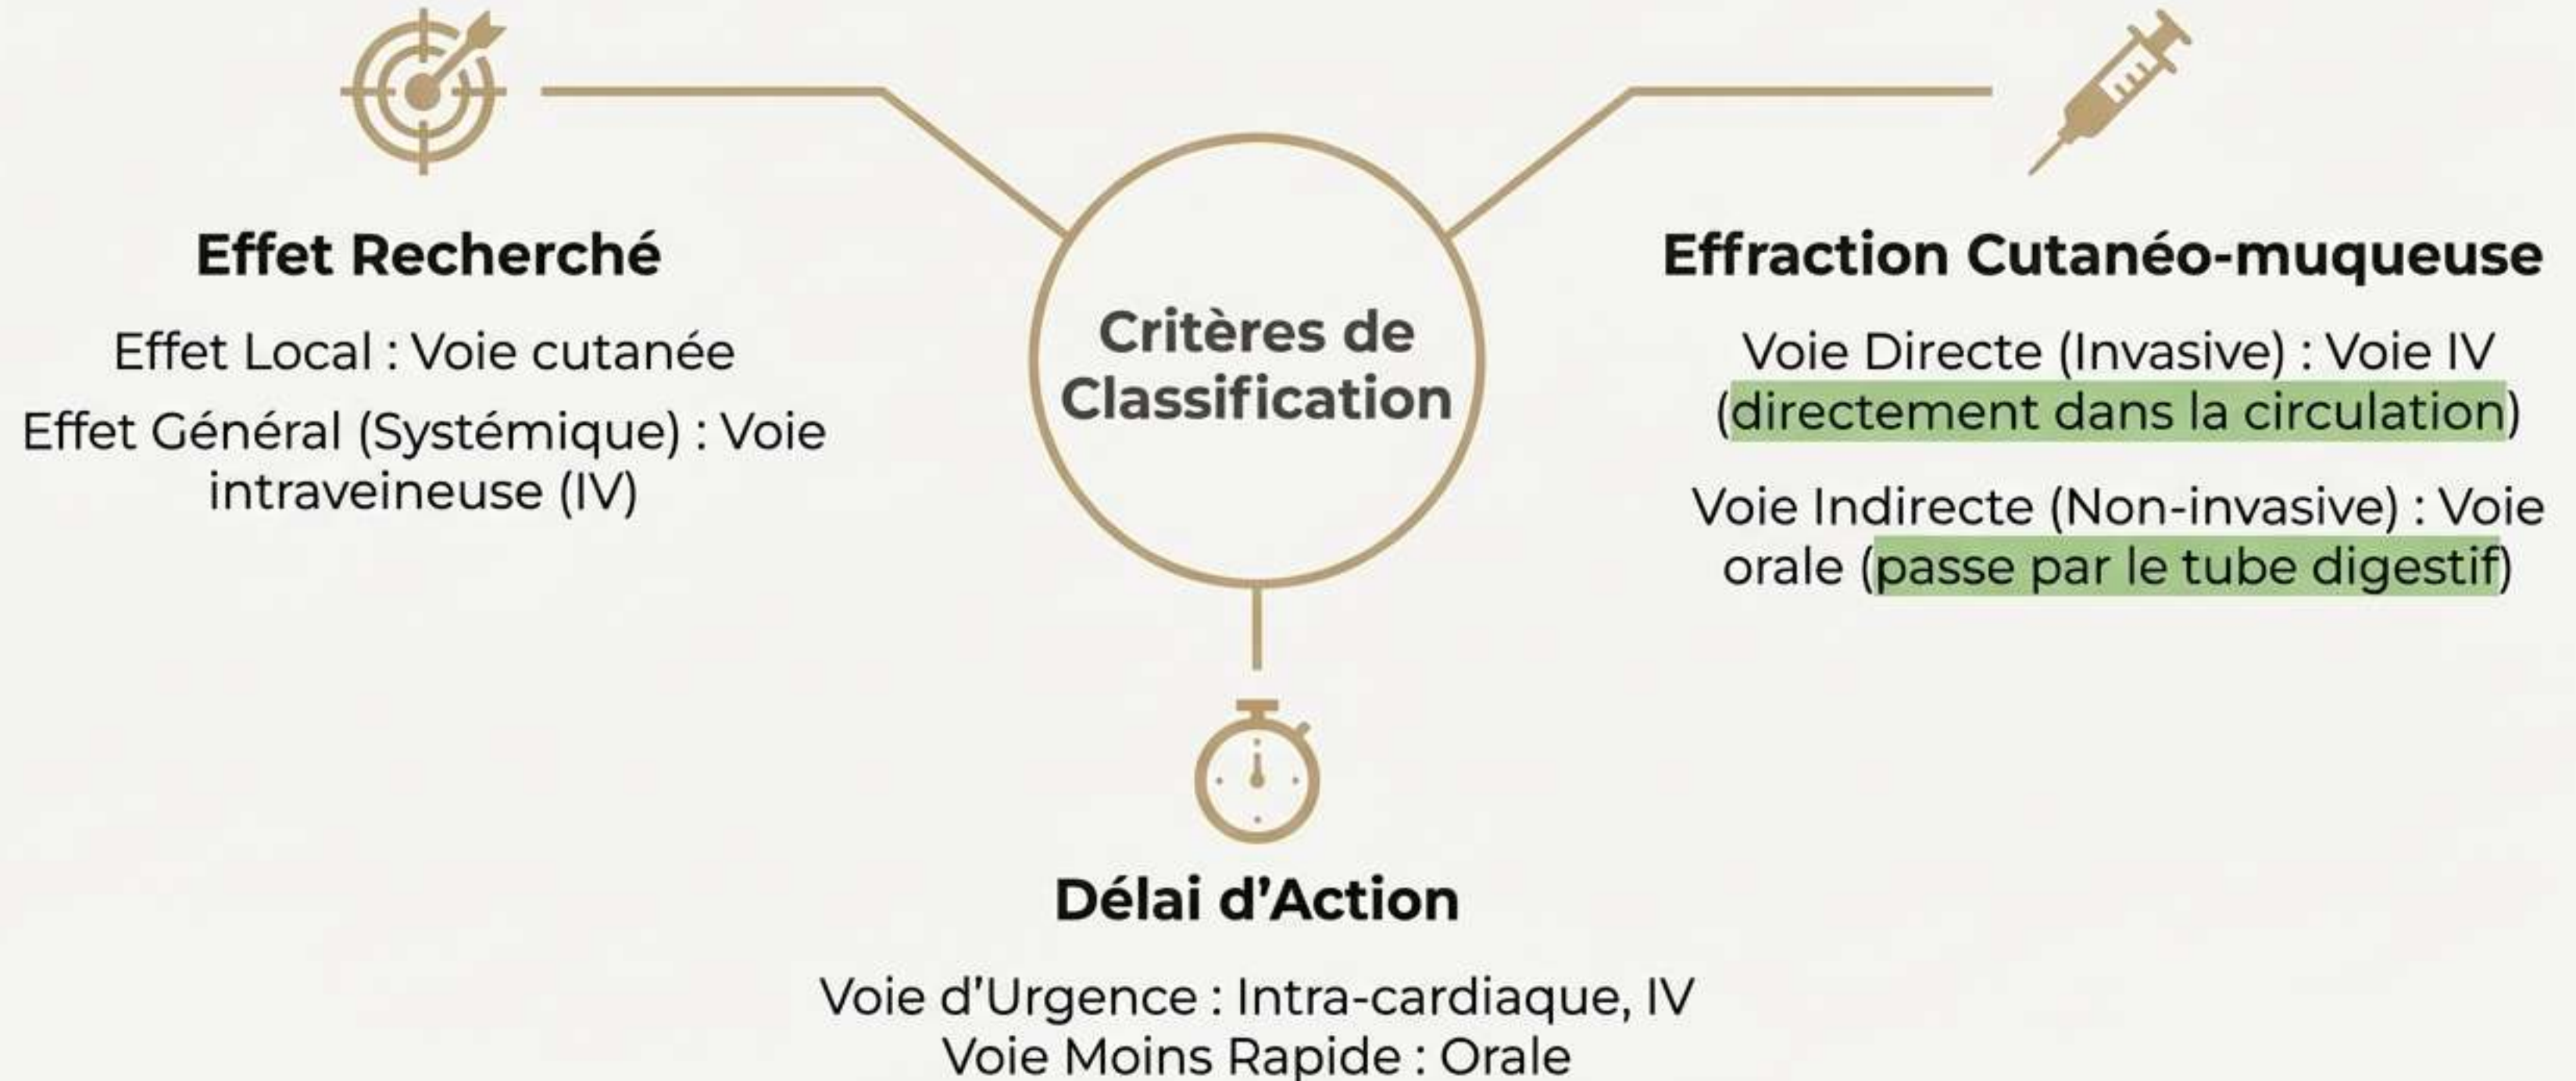 Effet Recherché
Effet Local : Voie cutanée
Effet Général (Systémique) : Voie
intraveineuse (IV)
Critères de
Classification
Effraction Cutanéo-muqueuse
Voie Directe (Invasive) : Voie IV
(directement dans la circulation)
Voie Indirecte (Non-invasive) : Voie
orale (passe par le tube digestif)
Délai d’Action
Voie d’Urgence : Intra-cardiaque, IV
Voie Moins Rapide : Orale